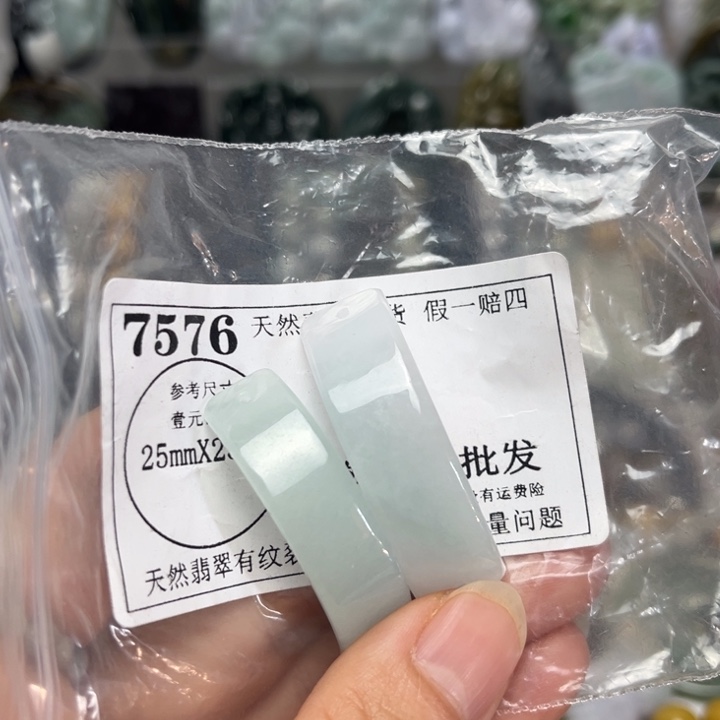 7576 天然 货 假一赔四
参考尺寸
壹元
25mmX2
批发
有运费险
量问题
天然翡翠有纹裂